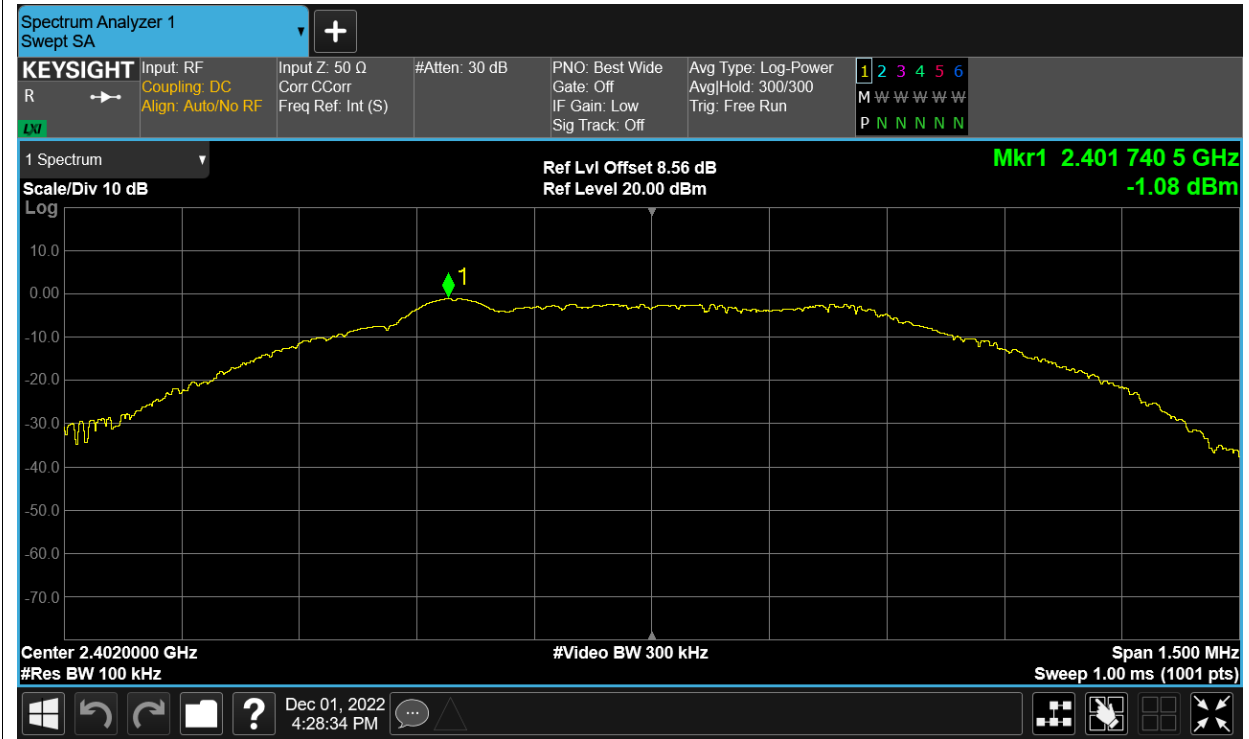 Spectrum Analyzer 1
Swept SA
KEYSIGHT
R
LXI
Input: RF
Coupling: DC
Align: Auto/No RF
Input Z: 50 Ω
Corr CCorr
Freq Ref: Int (S)
#Atten: 30 dB
PNO: Best Wide
Gate: Off
IF Gain: Low
Sig Track: Off
Avg Type: Log-Power
Avg|Hold: 300/300
Trig: Free Run
1 2 3 4 5 6
M W W W W W
P N N N N N
1 Spectrum
Scale/Div 10 dB
Ref Lvl Offset 8.56 dB
Ref Level 20.00 dBm
Mkr1 2.401 740 5 GHz
-1.08 dBm
Log
10.0
0.00
-10.0
-20.0
-30.0
-40.0
-50.0
-60.0
-70.0
1
Center 2.4020000 GHz
#Res BW 100 kHz
#Video BW 300 kHz
Span 1.500 MHz
Sweep 1.00 ms (1001 pts)
?
Dec 01, 2022
4:28:34 PM